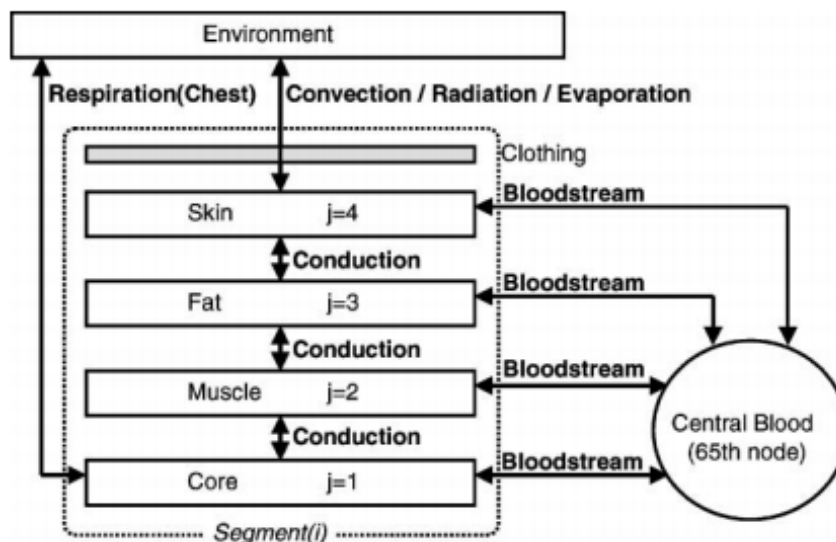 Environment
Respiration(Chest) Convection / Radiation / Evaporation
Clothing
Bloodstream
Skin j=4
Conduction
Bloodstream
Fat j=3
Conduction
Bloodstream
Muscle j=2
Conduction
Bloodstream
Core j=1
Central Blood
(65th node)
Segment(i)